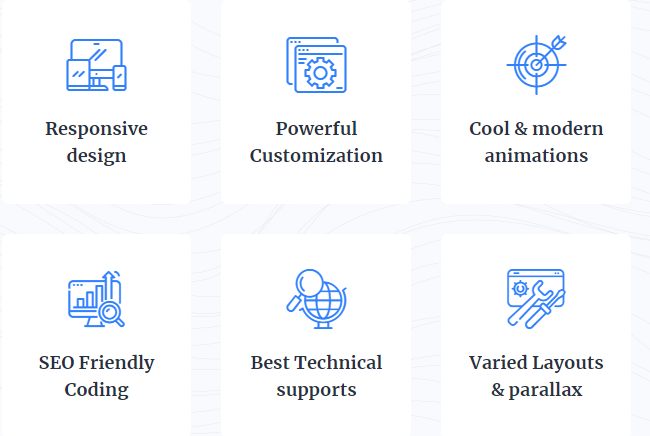 Responsive
design
Powerful
Customization
Cool & modern
animations
SEO Friendly
Coding
Best Technical
supports
Varied Layouts
& parallax